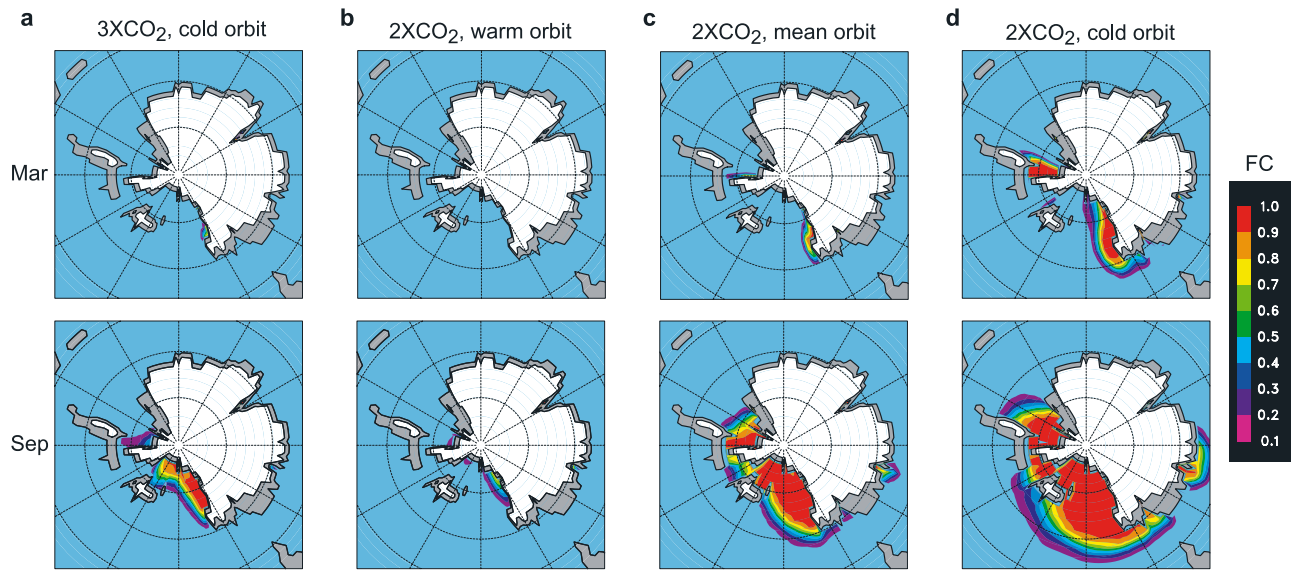 a
3XCO2, cold orbit
b
2XCO2, warm orbit
c
2XCO2, mean orbit
d
2XCO2, cold orbit
Mar
Sep
FC
1.0
0.9
0.8
0.7
0.6
0.5
0.4
0.3
0.2
0.1